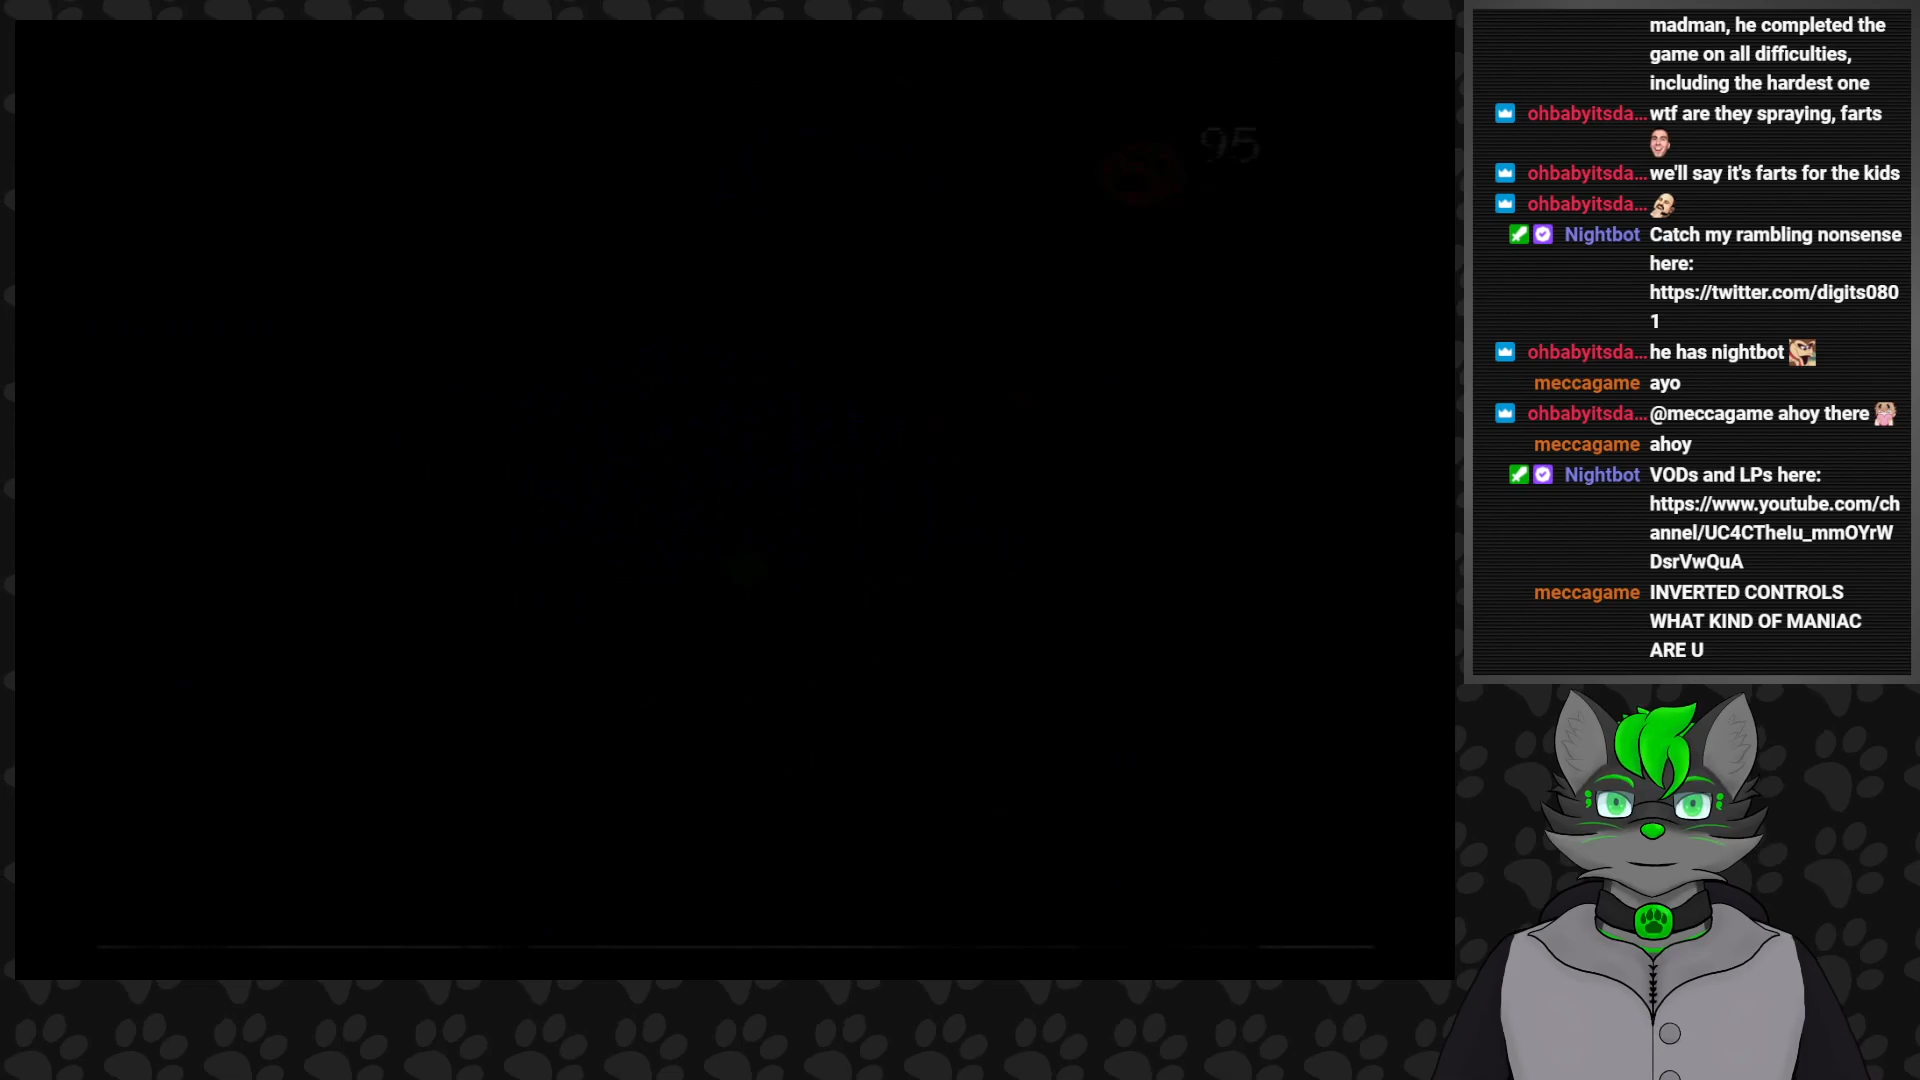 95
madman, he completed the
game on all difficulties,
including the hardest one
ohbabyitsda... wtf are they spraying, farts
ohbabyitsda... we'll say it's farts for the kids
ohbabyitsda...
Nightbot Catch my rambling nonsense
here:
https://twitter.com/digits080
1
ohbabyitsda... he has nightbot
meccagame ayo
ohbabyitsda... @meccagame ahoy there
meccagame ahoy
Nightbot VODs and LPs here:
https://www.youtube.com/ch
annel/UC4CTheIu_mmOYrW
DsrVwQuA
meccagame INVERTED CONTROLS
WHAT KIND OF MANIAC
ARE U